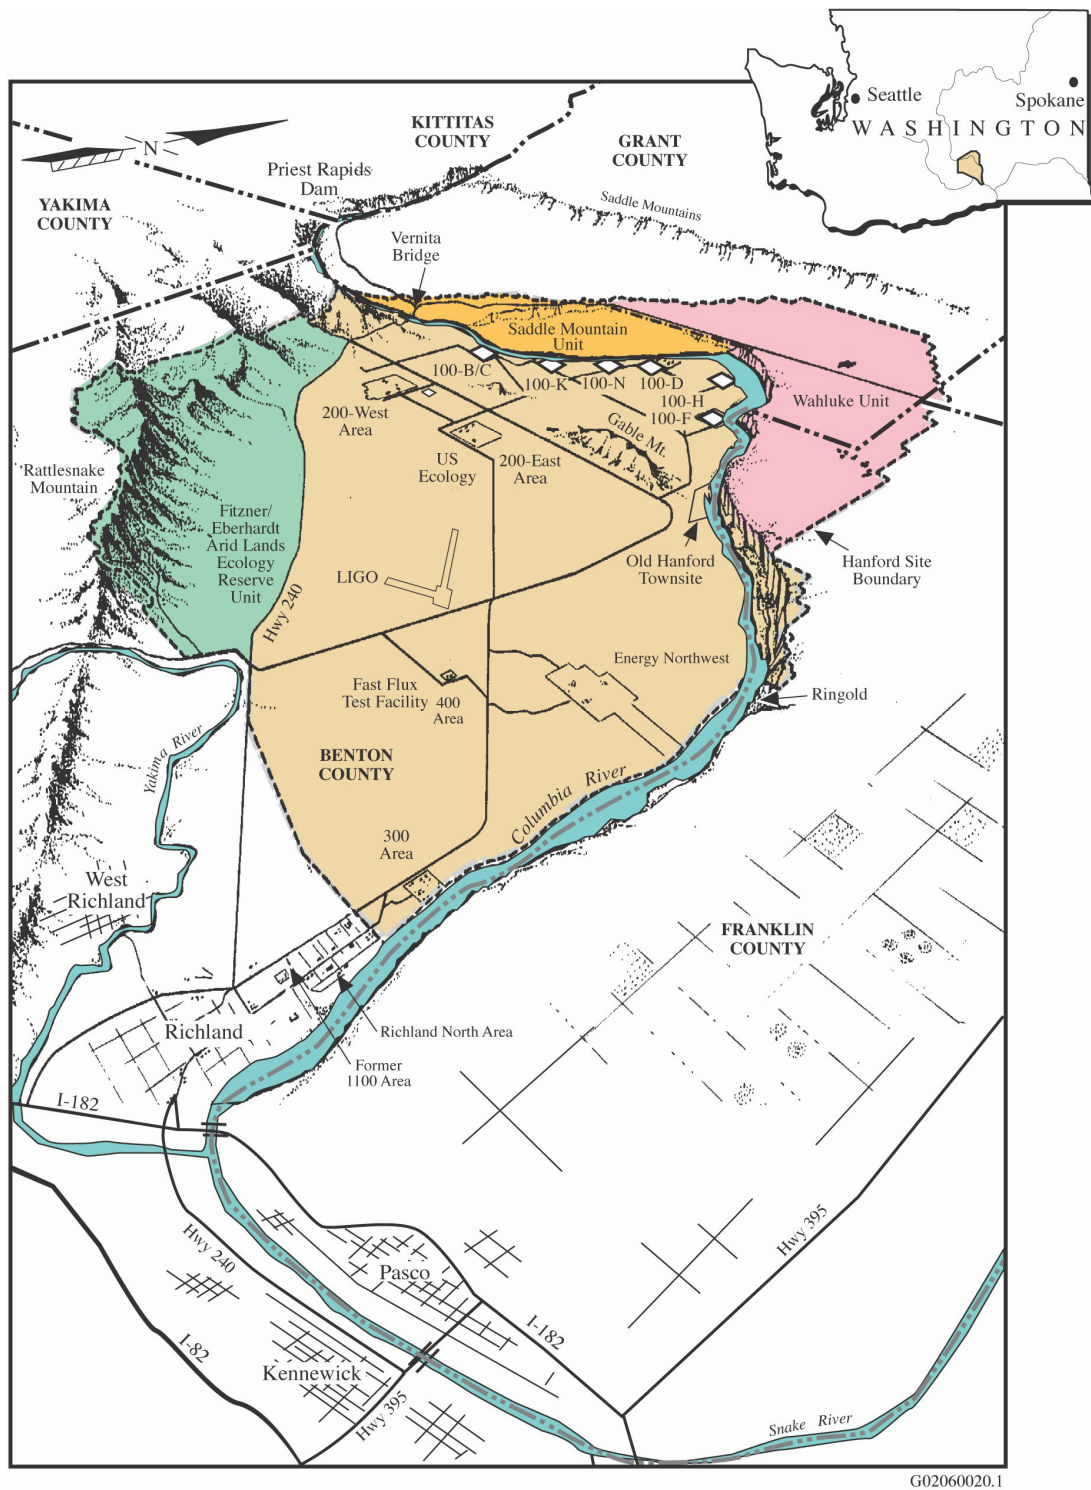 Seattle
Spokane
WASHINGTON
KITTITAS
COUNTY
GRANT
COUNTY
N
Priest Rapids
Dam
YAKIMA
COUNTY
Saddle Mountains
Vernita
Bridge
Saddle Mountain
Unit
100-B/C
100-K
100-N
100-D
100-H
100-F
Wahluke Unit
200-West
Area
Gable Mt.
US
Ecology
200-East
Area
Rattlesnake
Mountain
Fitzner/
Eberhardt
Arid Lands
Ecology
Reserve
Unit
Hwy 240
LIGO
Old Hanford
Townsite
Hanford Site
Boundary
Energy Northwest
Fast Flux
Test Facility
400
Area
Ringold
BENTON
COUNTY
Yakima River
Columbia River
300
Area
West
Richland
FRANKLIN
COUNTY
Richland
Richland North Area
Former
1100 Area
I-182
Hwy 240
Hwy 395
Pasco
I-182
I-82
Kennewick
Hwy 395
Snake River
G02060020.1